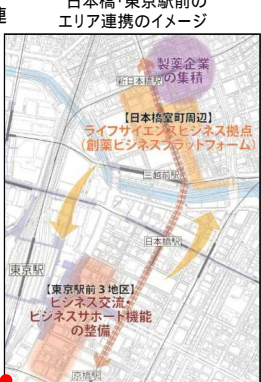 連
日本橋・東京駅前の
エリア連携のイメージ
製薬企業
の集積
新日本橋駅
【日本橋室町周辺】
ライフサイエンスビジネス拠点
(創薬ビジネスプラットフォーム)
三越前駅
日本橋駅
東京駅
【東京駅前3地区】
ビジネス交流・
ビジネスサポート機能
の整備
京橋駅